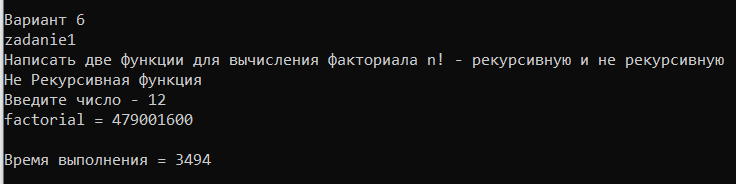 Вариант 6
zadanie1
Написать две функции для вычисления факториала n! - рекурсивную и не рекурсивную
Не Рекурсивная функция
Введите число - 12
factorial = 479001600
Время выполнения = 3494